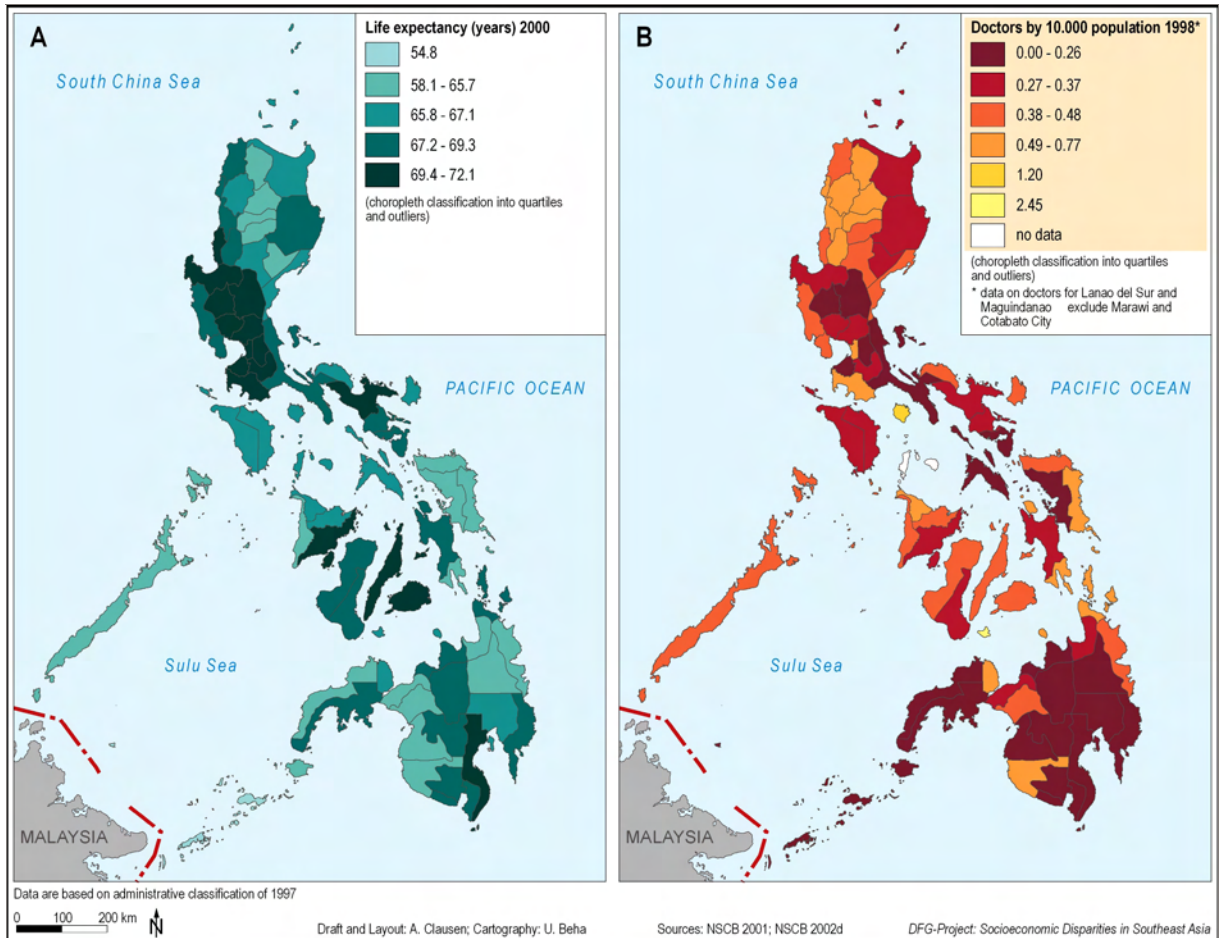 A
Life expectancy (years) 2000
54.8
58.1 - 65.7
65.8 - 67.1
67.2 - 69.3
69.4 - 72.1
(choropleth classification into quartiles
and outliers)
South China Sea
PACIFIC OCEAN
Sulu Sea
MALAYSIA
B
Doctors by 10.000 population 1998*
0.00 - 0.26
0.27 - 0.37
0.38 - 0.48
0.49 - 0.77
1.20
2.45
no data
(choropleth classification into quartiles
and outliers)
* data on doctors for Lanao del Sur and
Maguindanao exclude Marawi and
Cotabato City
South China Sea
PACIFIC OCEAN
Sulu Sea
MALAYSIA
Data are based on administrative classification of 1997
0 100 200 km N
Draft and Layout: A. Clausen; Cartography: U. Beha
Sources: NSCB 2001; NSCB 2002d
DFG-Project: Socioeconomic Disparities in Southeast Asia